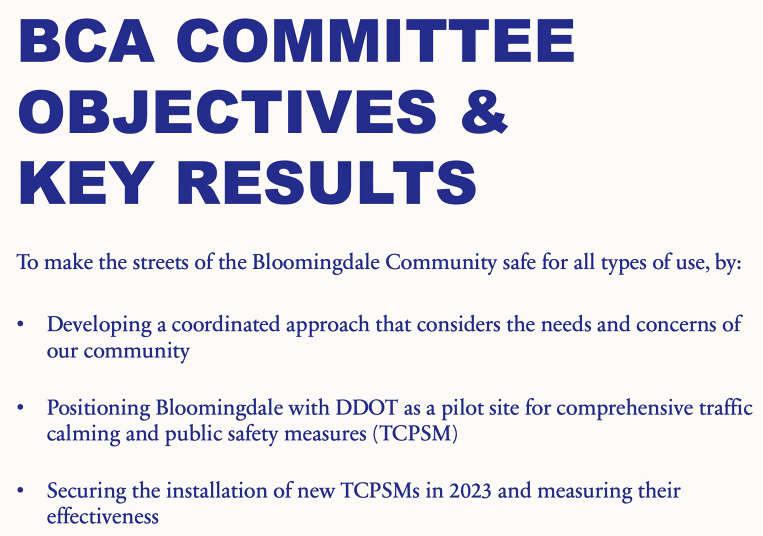 BCA COMMITTEE
OBJECTIVES &
KEY RESULTS
To make the streets of the Bloomingdale Community safe for all types of use, by:
• Developing a coordinated approach that considers the needs and concerns of
our community
• Positioning Bloomingdale with DDOT as a pilot site for comprehensive traffic
calming and public safety measures (TCPSM)
• Securing the installation of new TCPSMs in 2023 and measuring their
effectiveness